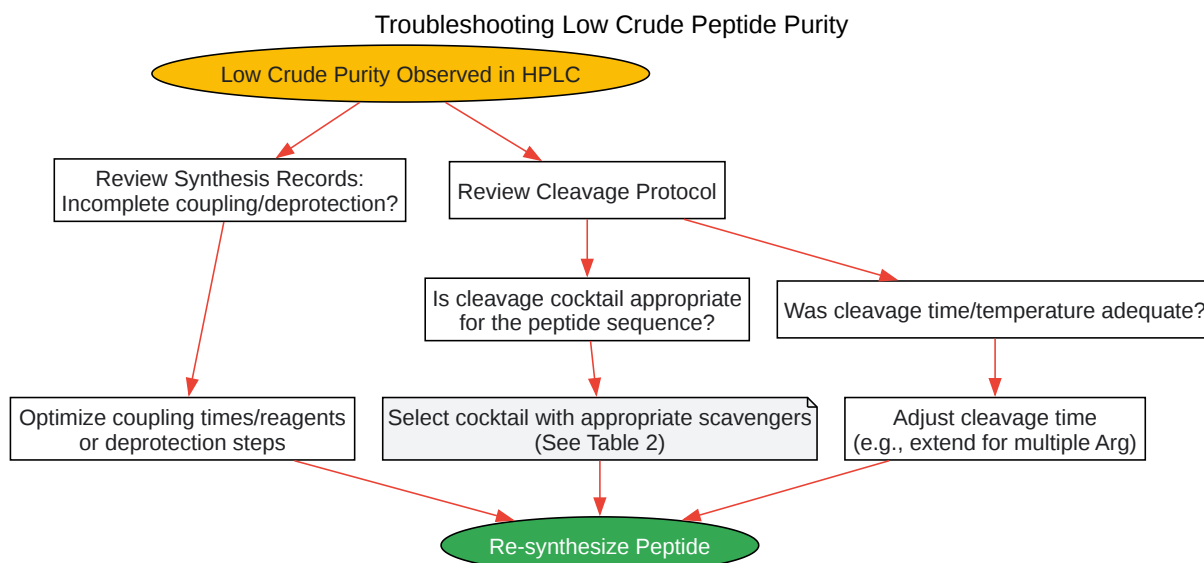 Troubleshooting Low Crude Peptide Purity
Low Crude Purity Observed in HPLC
Review Synthesis Records:
Incomplete coupling/deprotection?
Review Cleavage Protocol
Is cleavage cocktail appropriate
for the peptide sequence?
Was cleavage time/temperature adequate?
Optimize coupling times/reagents
or deprotection steps
Select cocktail with appropriate scavengers
(See Table 2)
Adjust cleavage time
(e.g., extend for multiple Arg)
Re-synthesize Peptide